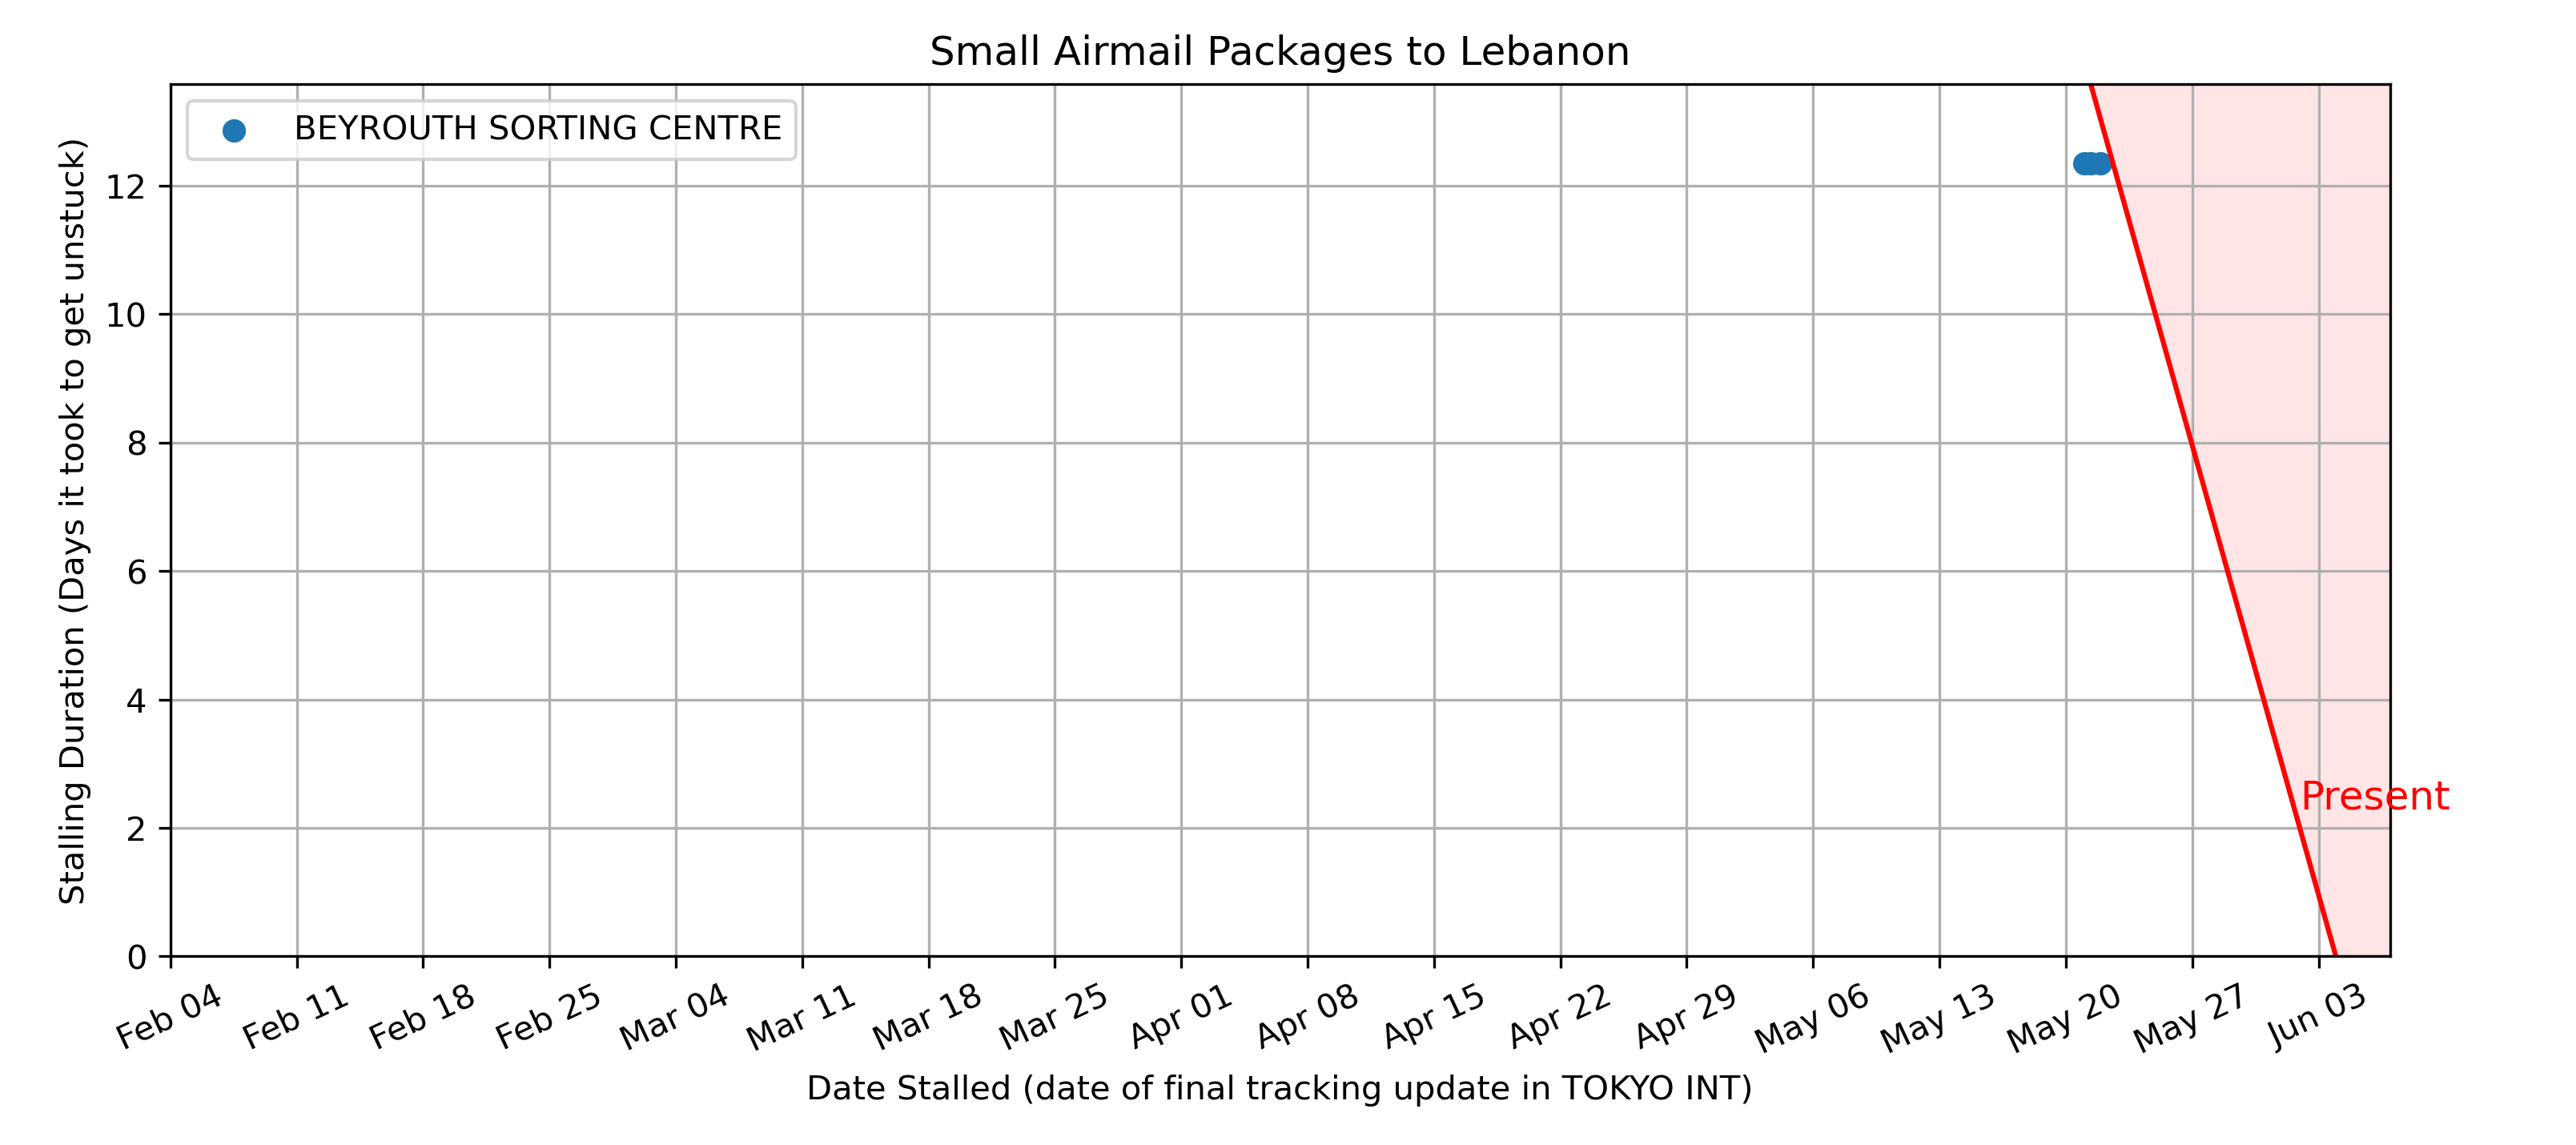 Small Airmail Packages to Lebanon
BEYROUTH SORTING CENTRE
Stalling Duration (Days it took to get unstuck)
12
10
8
6
4
2
0
Present
Feb 04
Feb 11
Feb 18
Feb 25
Mar 04
Mar 11
Mar 18
Mar 25
Apr 01
Apr 08
Apr 15
Apr 22
Apr 29
May 06
May 13
May 20
May 27
Jun 03
Date Stalled (date of final tracking update in TOKYO INT)